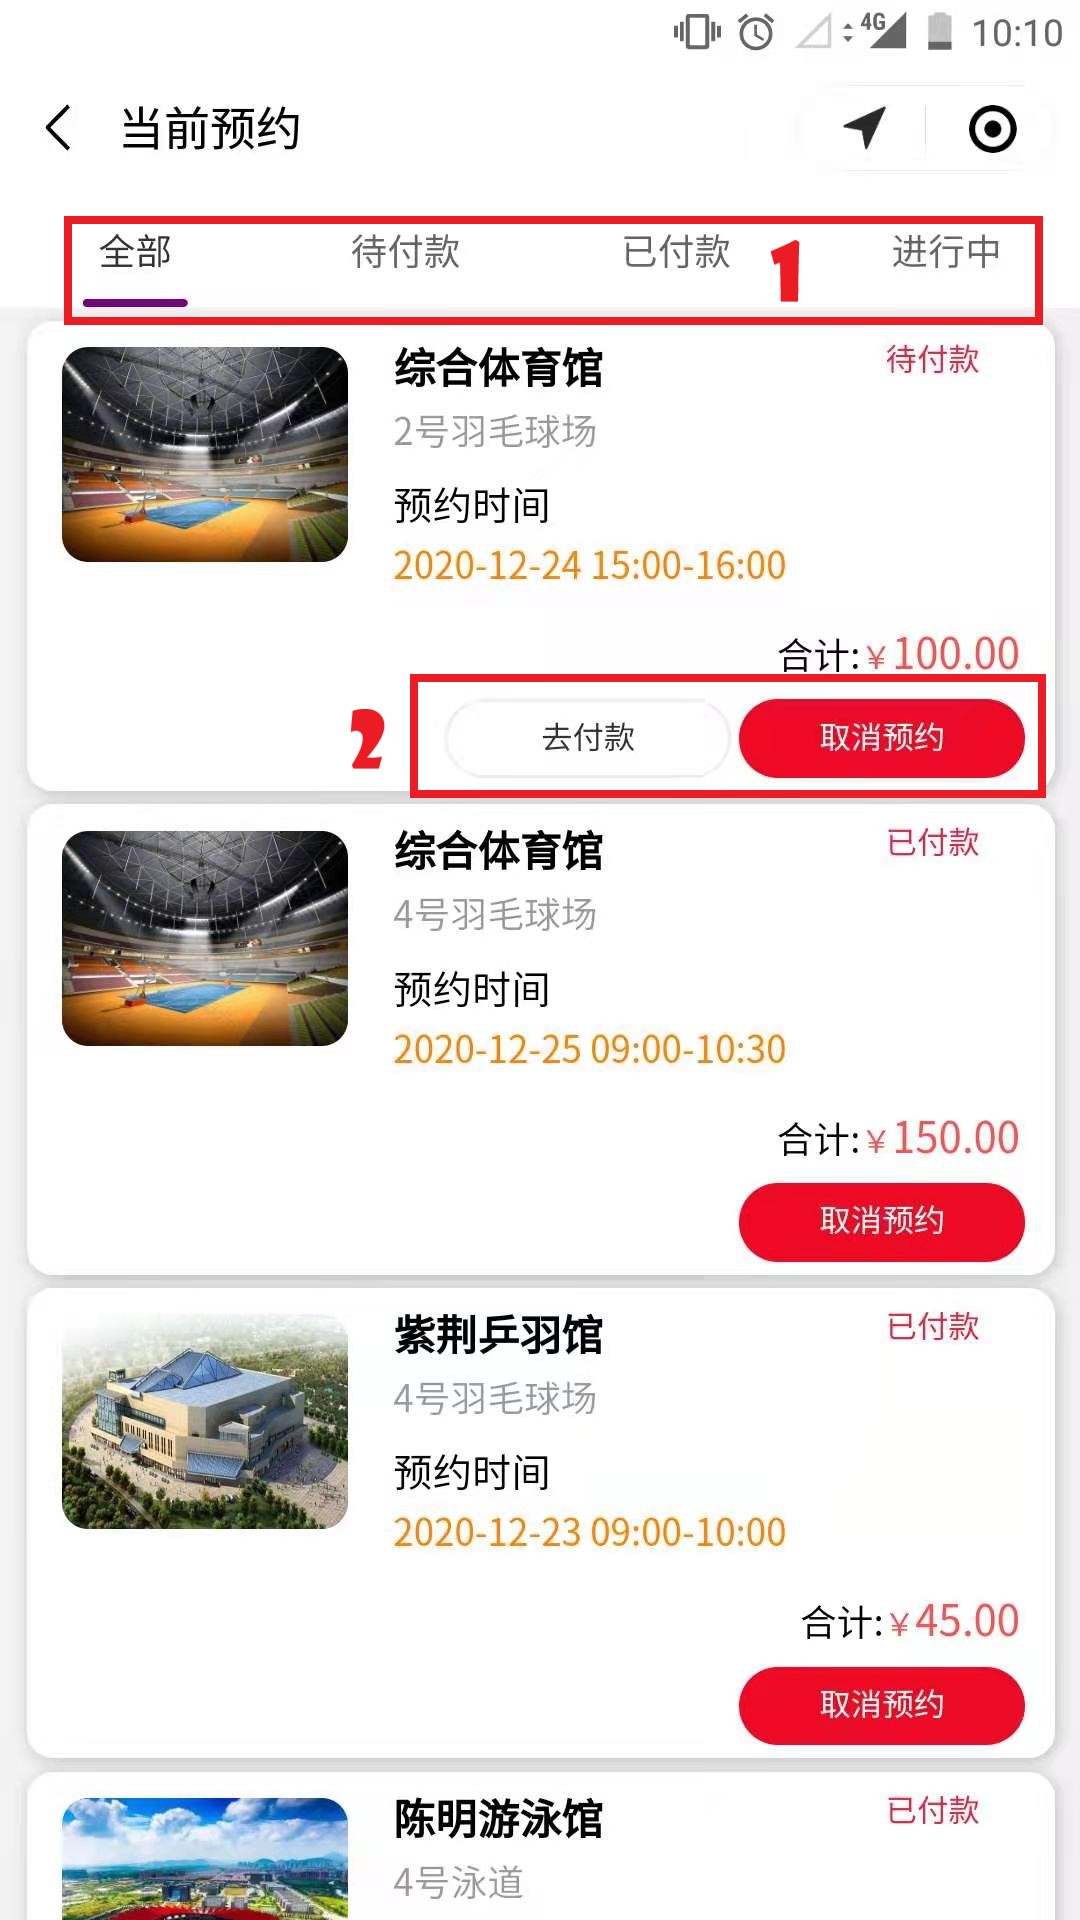 4G 10:10
当前预约
全部 待付款 已付款 进行中
1
综合体育馆 待付款
2号羽毛球场
预约时间
2020-12-24 15:00-16:00
合计:￥100.00
2
去付款 取消预约
综合体育馆 已付款
4号羽毛球场
预约时间
2020-12-25 09:00-10:30
合计:￥150.00
取消预约
紫荆乒羽馆 已付款
4号羽毛球场
预约时间
2020-12-23 09:00-10:00
合计:￥45.00
取消预约
陈明游泳馆 已付款
4号泳道